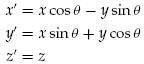 x′ = x cos θ − y sin θ
y′ = x sin θ + y cos θ
z′ = z